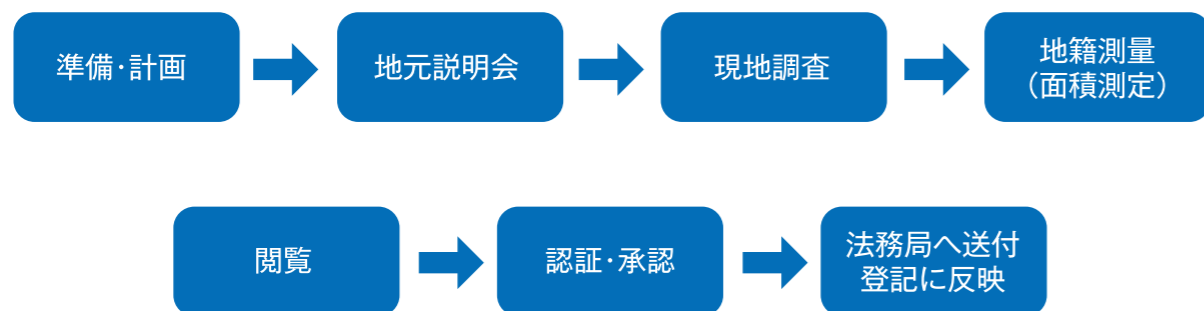 準備・計画
地元説明会
現地調査
地籍測量
（面積測定）
閲覧
認証・承認
法務局へ送付
登記に反映